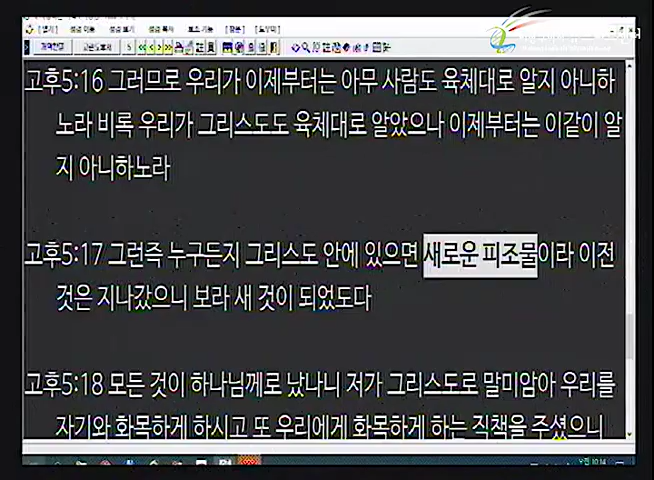 고후5:16 그러므로 우리가 이제부터는 아무 사람도 육체대로 알지 아니하
노라 비록 우리가 그리스도도 육체대로 알았으나 이제부터는 이같이 알
지 아니하노라
고후5:17 그런즉 누구든지 그리스도 안에 있으면 새로운 피조물이라 이전
것은 지나갔으니 보라 새 것이 되었도다
고후5:18 모든 것이 하나님께로 났나니 저가 그리스도로 말미암아 우리를
자기와 화목하게 하시고 또 우리에게 화목하게 하는 직책을 주셨으니